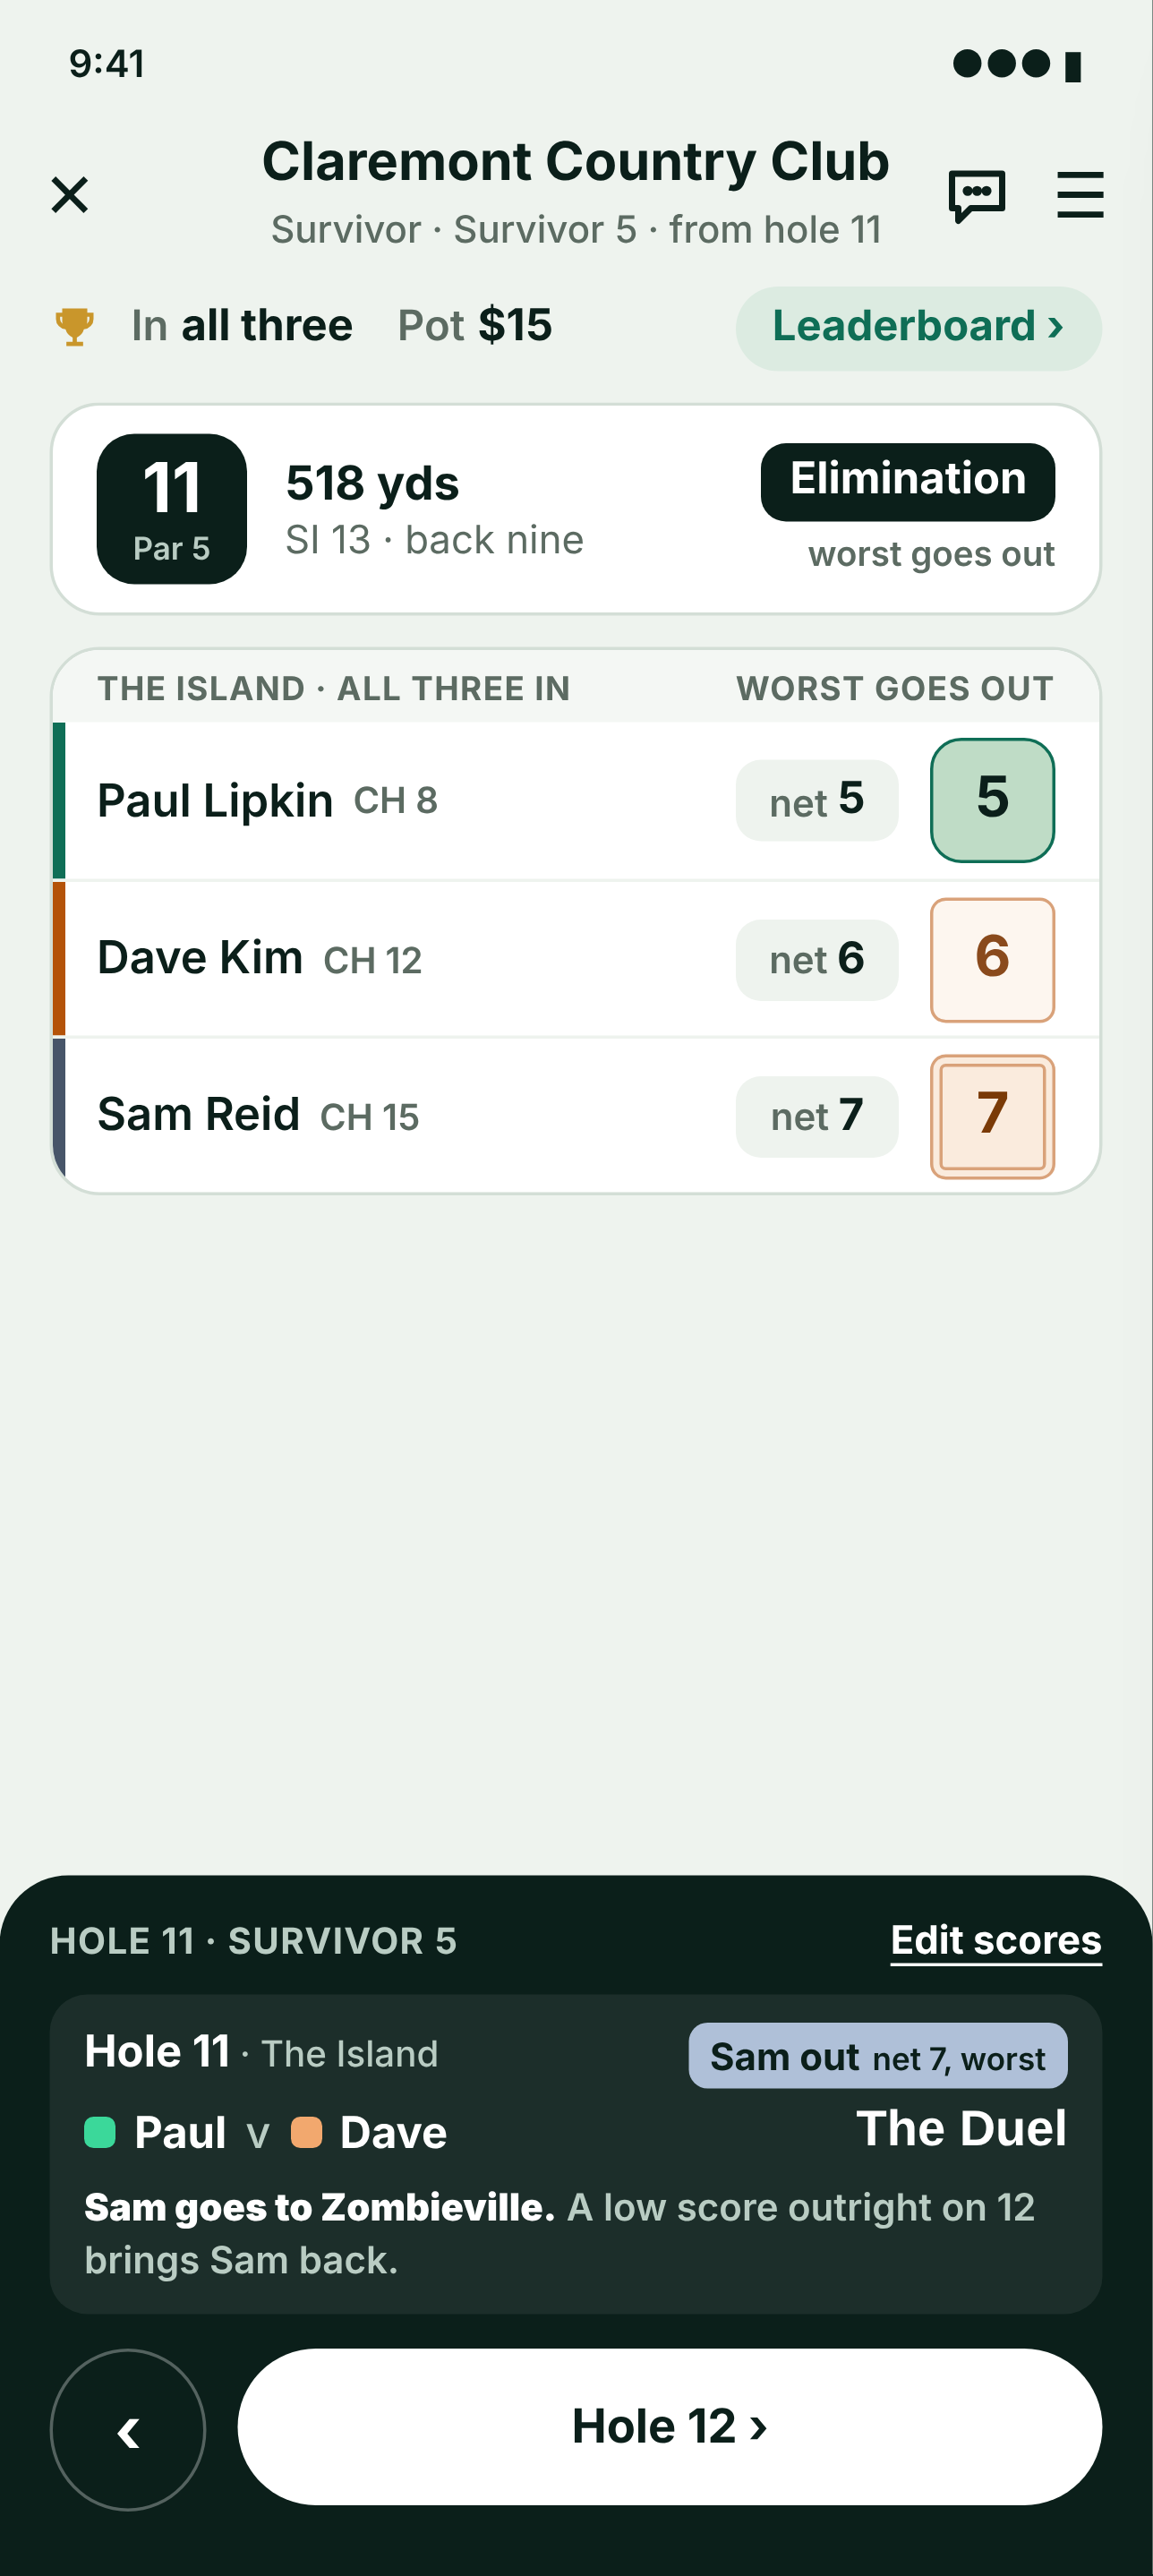 9:41
Claremont Country Club
Survivor · Survivor 5 · from hole 11
In all three Pot $15 Leaderboard ›
11
Par 5
518 yds
SI 13 · back nine
Elimination
worst goes out
THE ISLAND · ALL THREE IN WORST GOES OUT
Paul Lipkin CH 8 net 5 5
Dave Kim CH 12 net 6 6
Sam Reid CH 15 net 7 7
HOLE 11 · SURVIVOR 5 Edit scores
Hole 11 · The Island Sam out net 7, worst
Paul v Dave The Duel
Sam goes to Zombieville. A low score outright on 12
brings Sam back.
‹ Hole 12 ›